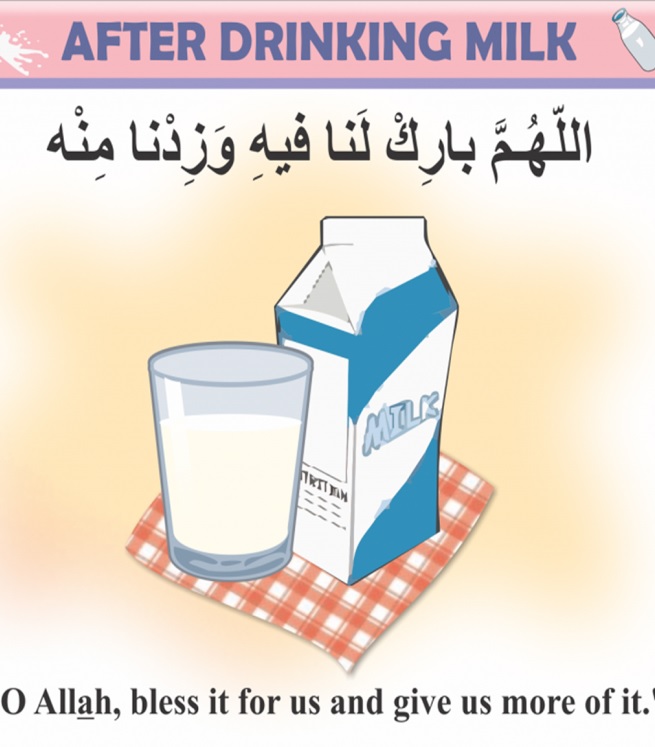 AFTER DRINKING MILK
اللّهُـمَّ بارِكْ لَنا فيهِ وَزِدْنا مِنْه
MILK
O Allah, bless it for us and give us more of it."